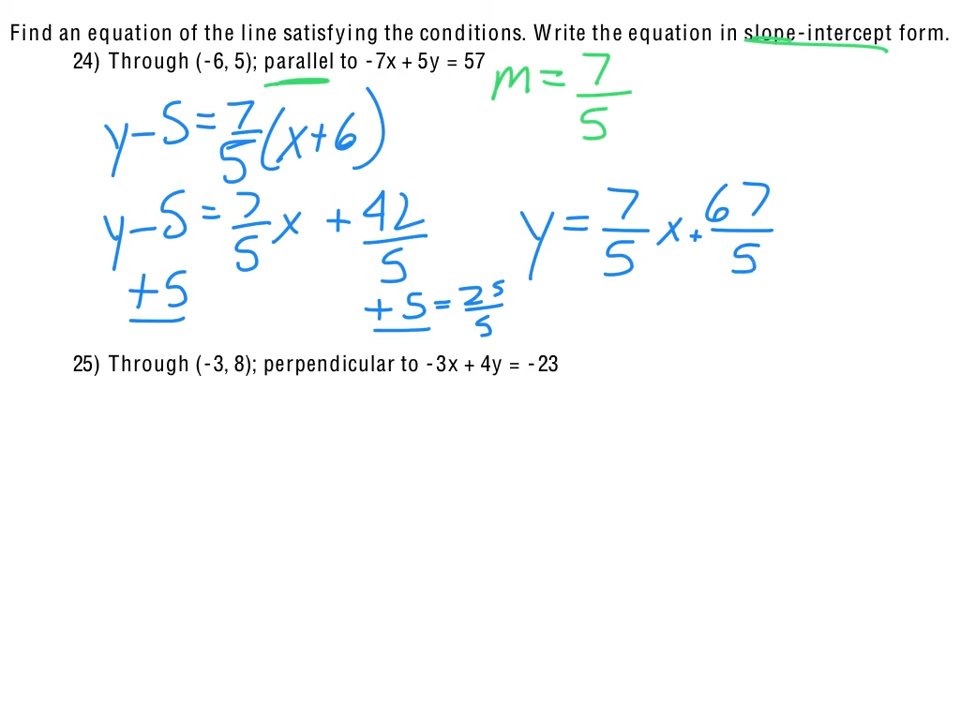 Find an equation of the line satisfying the conditions. Write the equation in slope-intercept form.
24) Through (-6, 5); parallel to -7x + 5y = 57
m = 7/5
y - 5 = 7/5 (x + 6)
y - 5 = 7/5 x + 42/5
y = 7/5 x + 67/5
+5
+5 = 25/5
25) Through (-3, 8); perpendicular to -3x + 4y = -23